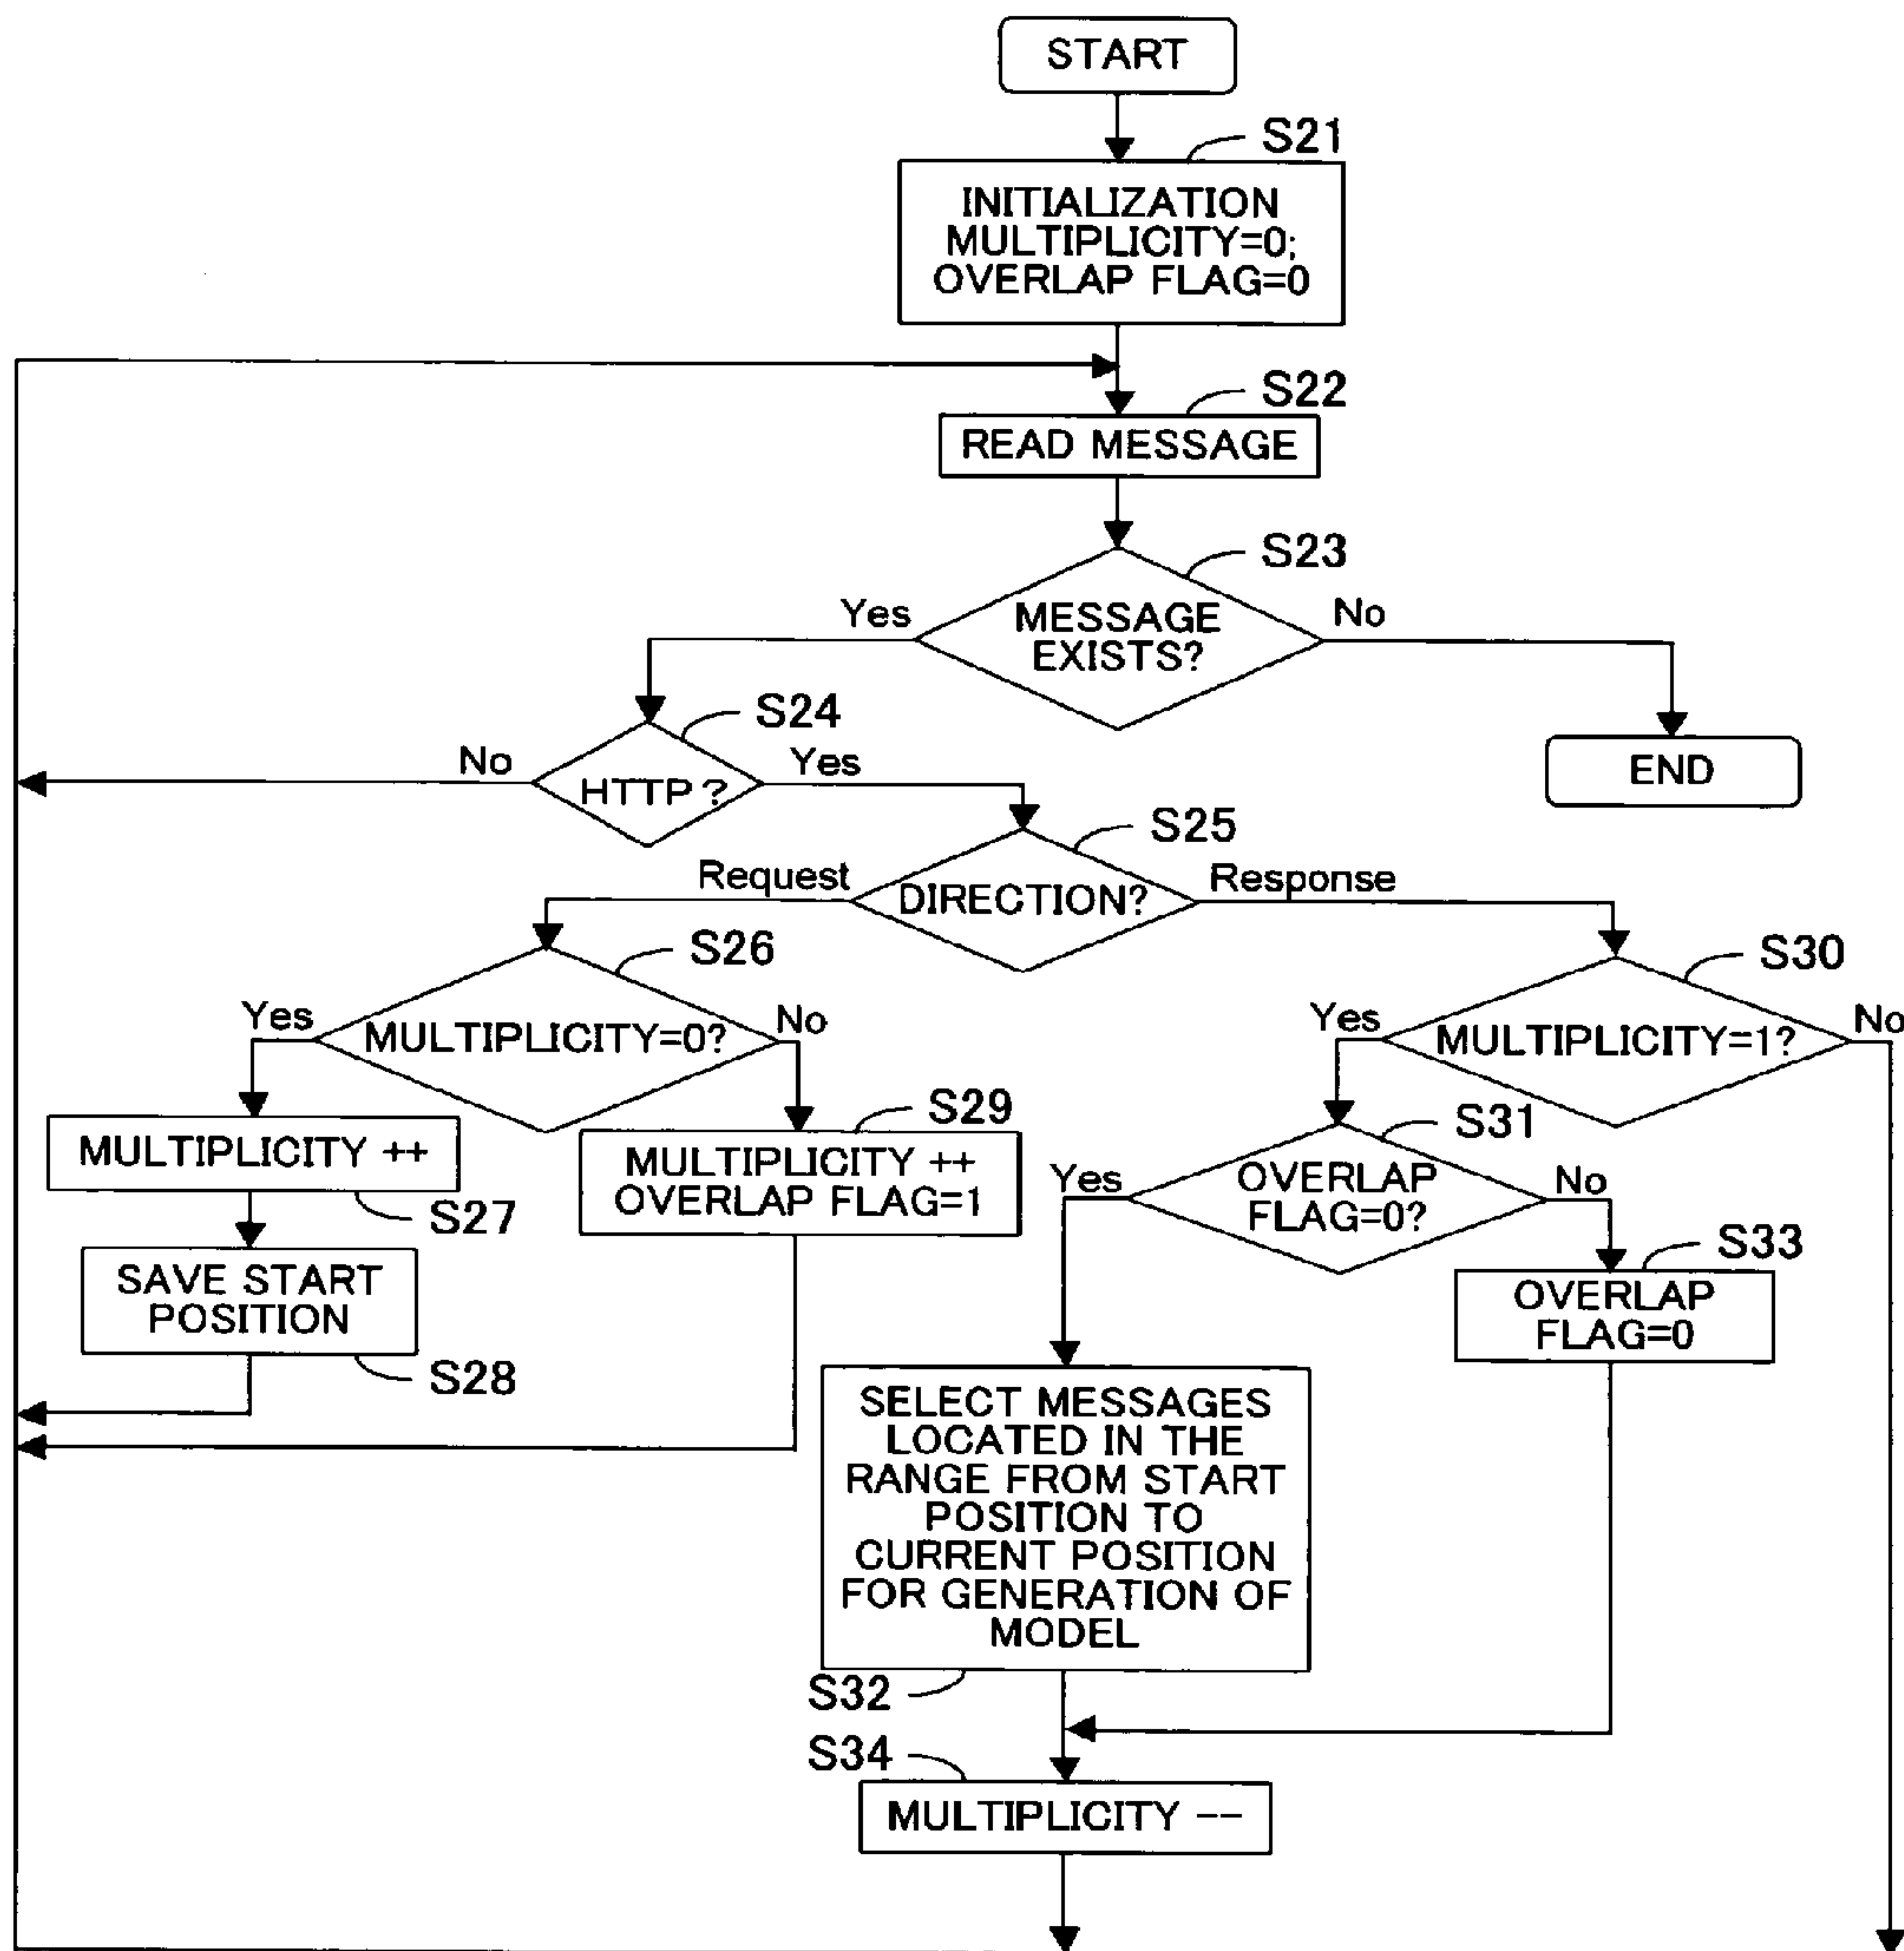 START
S21
INITIALIZATION
MULTIPLICITY=0;
OVERLAP FLAG=0
S22
READ MESSAGE
S23
MESSAGE
EXISTS?
Yes
No
S24
HTTP ?
No
Yes
END
S25
DIRECTION?
Request
Response
S26
MULTIPLICITY=0?
Yes
No
S30
MULTIPLICITY=1?
Yes
No
MULTIPLICITY ++
S27
S29
MULTIPLICITY ++
OVERLAP FLAG=1
S31
OVERLAP
FLAG=0?
Yes
No
SAVE START
POSITION
S28
S33
OVERLAP
FLAG=0
SELECT MESSAGES
LOCATED IN THE
RANGE FROM START
POSITION TO
CURRENT POSITION
FOR GENERATION OF
MODEL
S32
S34
MULTIPLICITY --